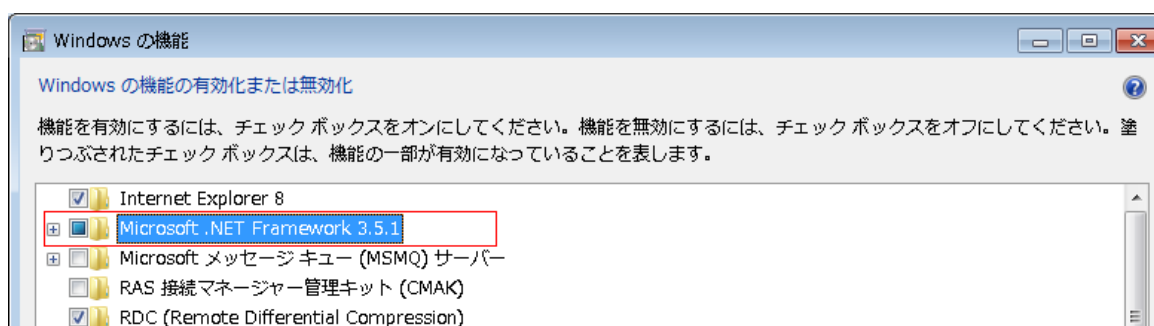 Windows の機能
Windows の機能の有効化または無効化
機能を有効にするには、チェック ボックスをオンにしてください。機能を無効にするには、チェック ボックスをオフにしてください。塗
りつぶされたチェック ボックスは、機能の一部が有効になっていることを表します。
Internet Explorer 8
Microsoft .NET Framework 3.5.1
Microsoft メッセージ キュー (MSMQ) サーバー
RAS 接続マネージャー管理キット (CMAK)
RDC (Remote Differential Compression)